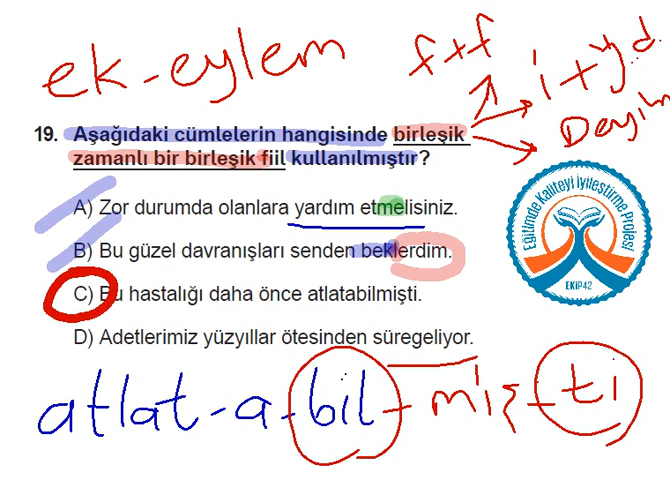 ek-eylem
f+f
i+yd.
Deyim
19. Aşağıdaki cümlelerin hangisinde birleşik
zamanlı bir birleşik fiil kullanılmıştır?
A) Zor durumda olanlara yardım etmelisiniz.
B) Bu güzel davranışları senden beklerdim.
C) Bu hastalığı daha önce atlatabilmişti.
D) Adetlerimiz yüzyıllar ötesinden süregeliyor.
Eğitimde Kaliteyi İyileştirme Projesi
EKİP42
atlat-a-bil-miş-ti